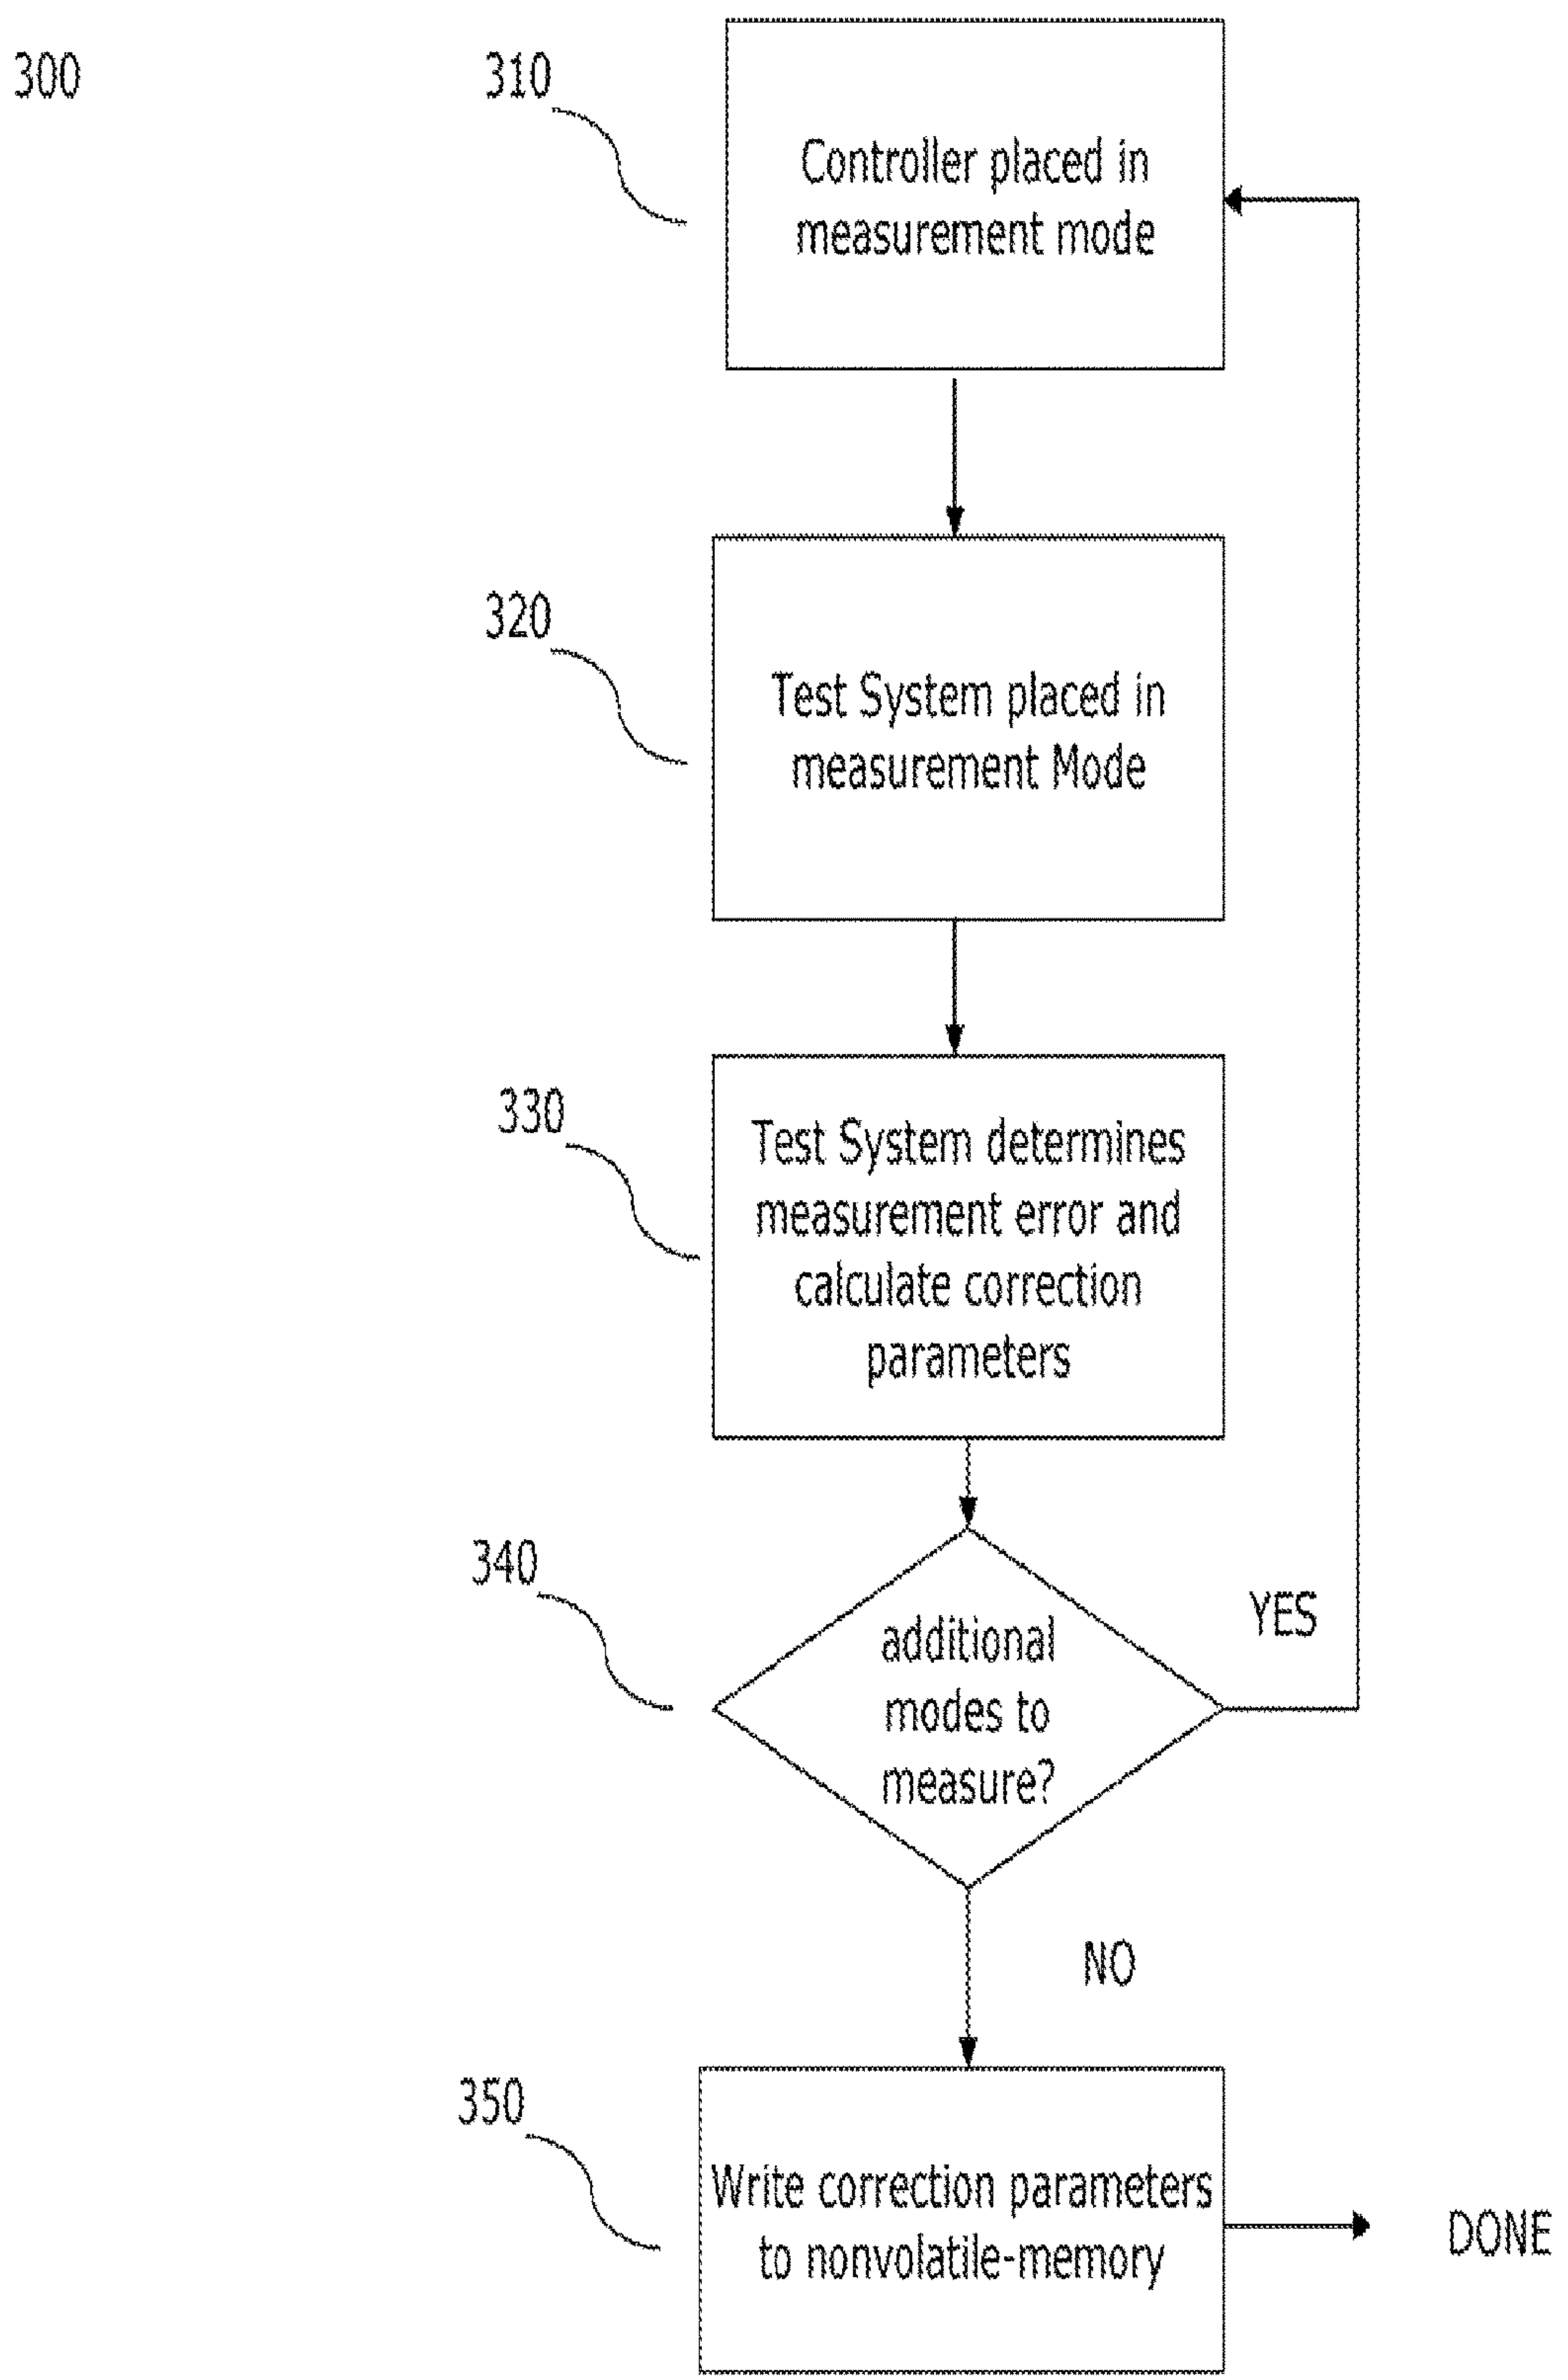 300
310
Controller placed in
measurement mode
320
Test System placed in
measurement Mode
330
Test System determines
measurement error and
calculate correction
parameters
340
additional
modes to
measure?
YES
NO
350
Write correction parameters
to nonvolatile-memory
DONE